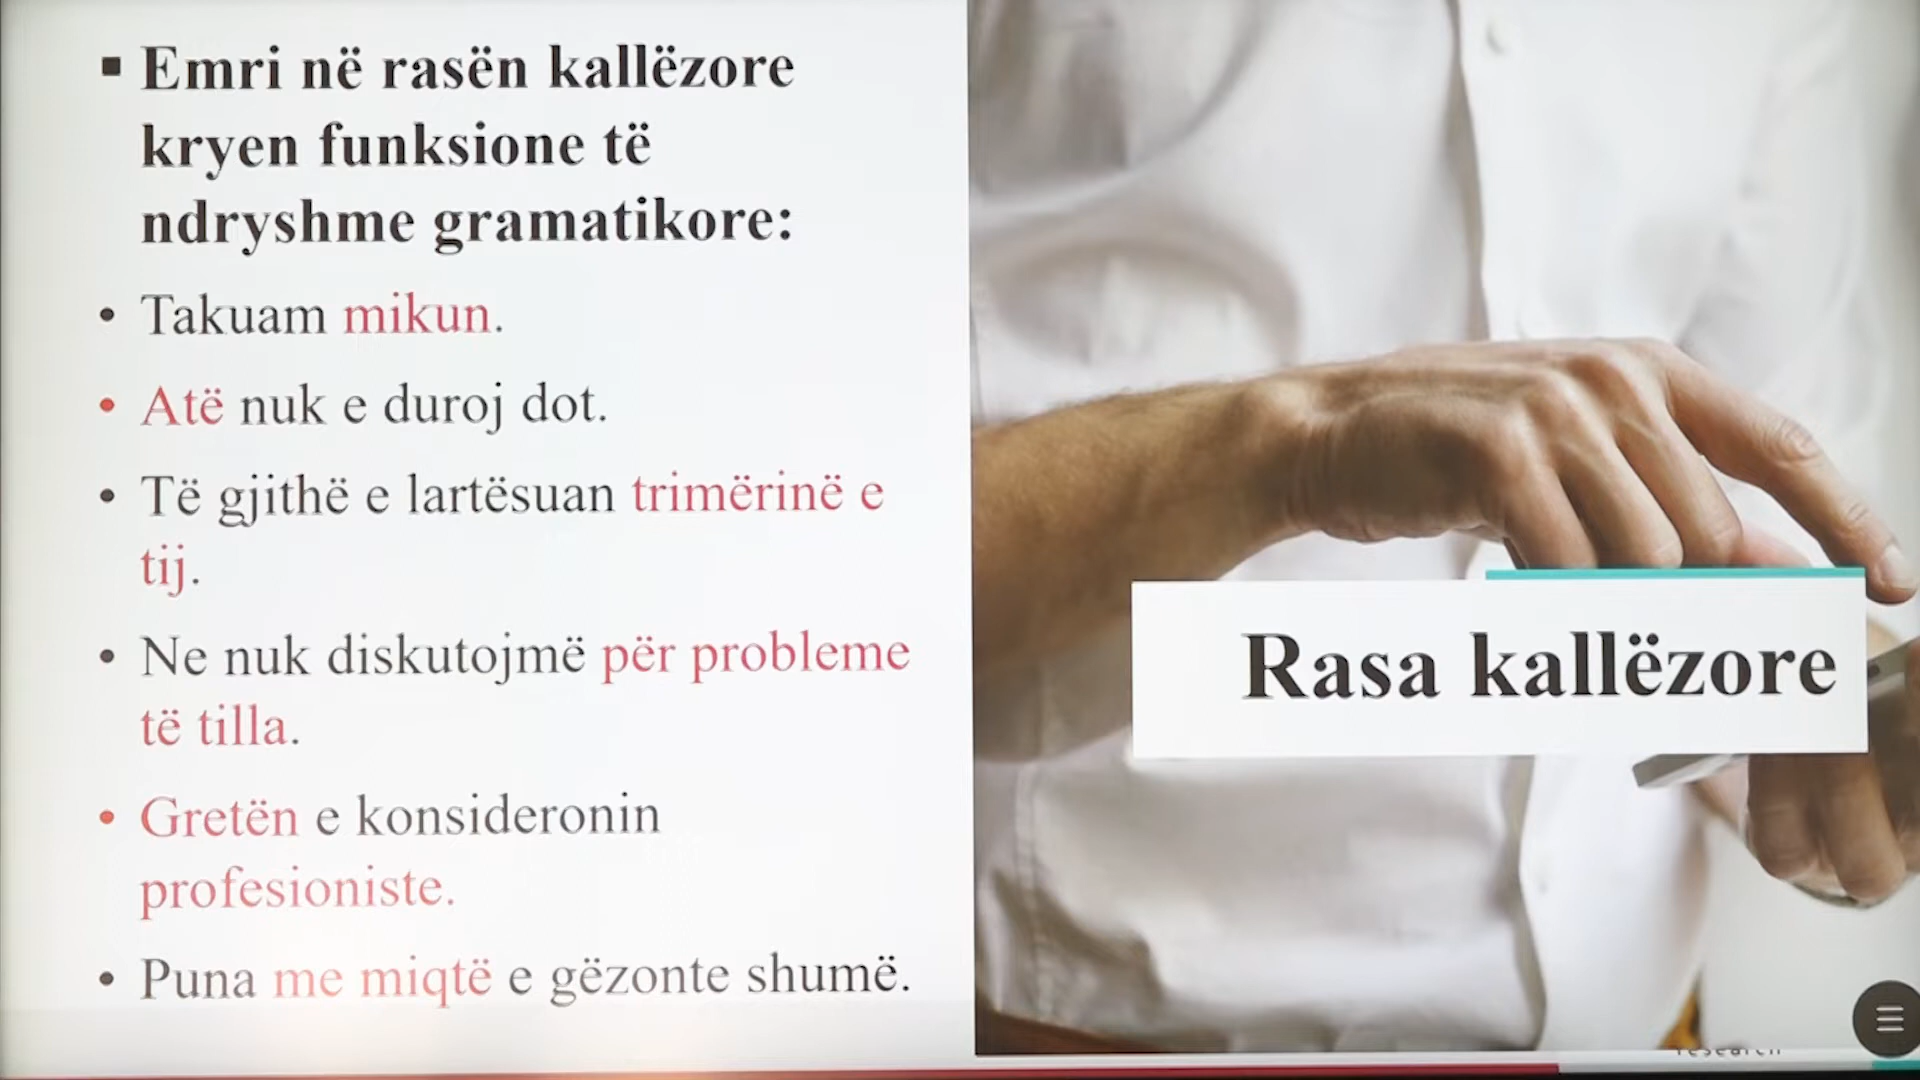 ▪ Emri në rasën kallëzore
kryen funksione të
ndryshme gramatikore:
• Takuam mikun.
• Atë nuk e duroj dot.
• Të gjithë e lartësuan trimërinë e
tij.
• Ne nuk diskutojmë për probleme
të tilla.
• Gretën e konsideronin
profesioniste.
• Puna me miqtë e gëzonte shumë.
Rasa kallëzore